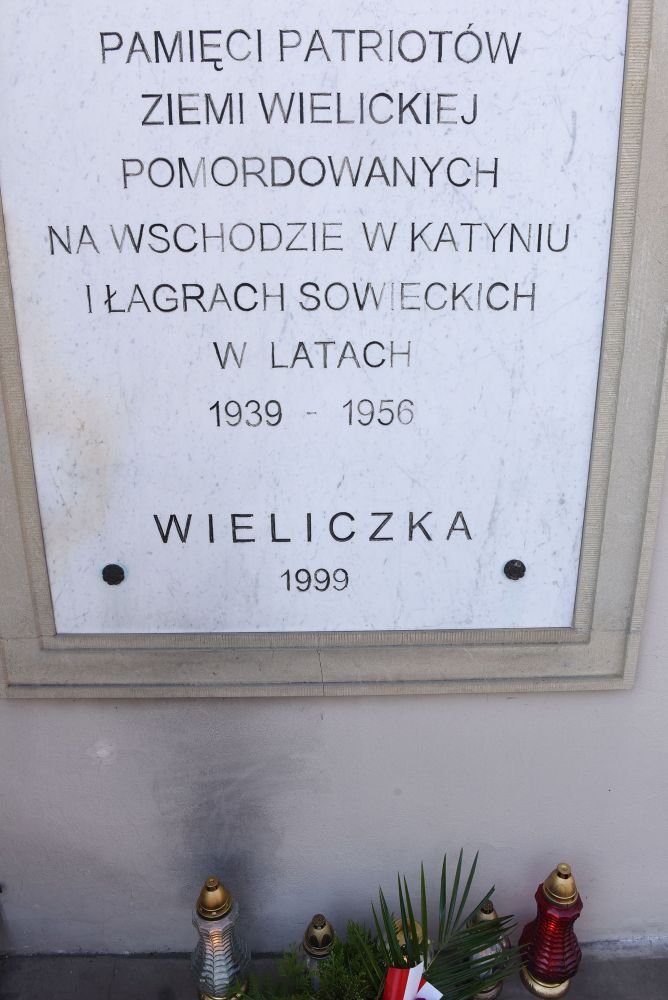 PAMIĘCI PATRIOTÓW
ZIEMI WIELICKIEJ
POMORDOWANYCH
NA WSCHODZIE W KATYNIU
I ŁAGRACH SOWIECKICH
W LATACH
1939 - 1956
WIELICZKA
1999